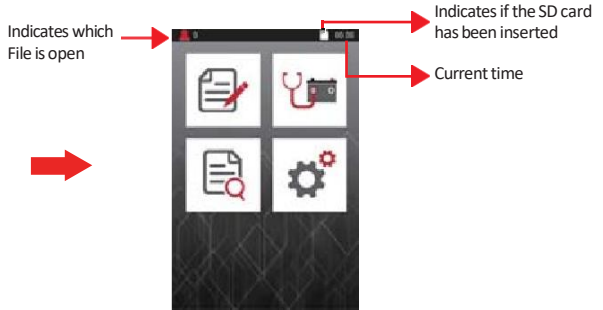 Indicates which
File is open
Indicates if the SD card
has been inserted
Current time